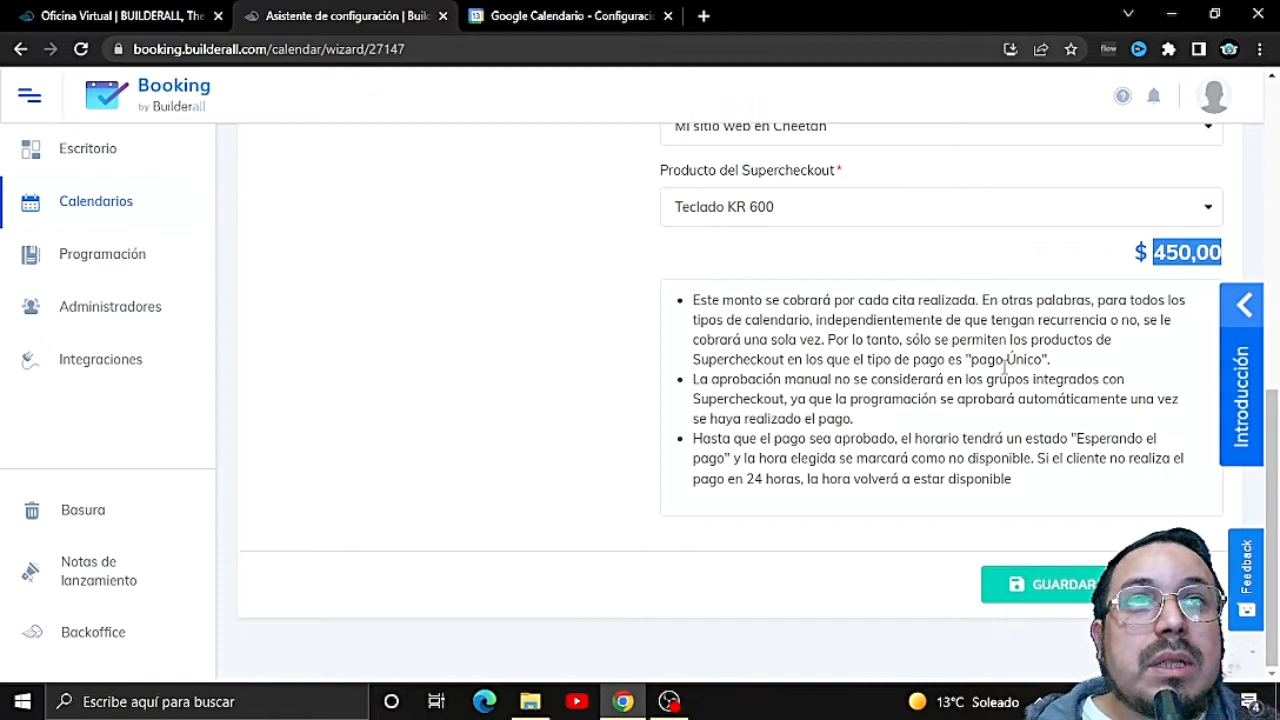 Oficina Virtual | BUILDERALL, The
Asistente de configuración | Buil
Google Calendario - Configuraci
booking.builderall.com/calendar/wizard/27147
flow
Booking
by Builderall
Escritorio
Calendarios
Programación
Administradores
Integraciones
Basura
Notas de
lanzamiento
Backoffice
Mi sitio web en Cheetah
Producto del Supercheckout*
Teclado KR 600
$ 450,00
• Este monto se cobrará por cada cita realizada. En otras palabras, para todos los
tipos de calendario, independientemente de que tengan recurrencia o no, se le
cobrará una sola vez. Por lo tanto, sólo se permiten los productos de
Supercheckout en los que el tipo de pago es "pago Único".
• La aprobación manual no se considerará en los grupos integrados con
Supercheckout, ya que la programación se aprobará automáticamente una vez
se haya realizado el pago.
• Hasta que el pago sea aprobado, el horario tendrá un estado "Esperando el
pago" y la hora elegida se marcará como no disponible. Si el cliente no realiza el
pago en 24 horas, la hora volverá a estar disponible
GUARDAR
Introducción
Feedback
Escribe aquí para buscar
13°C Soleado
4